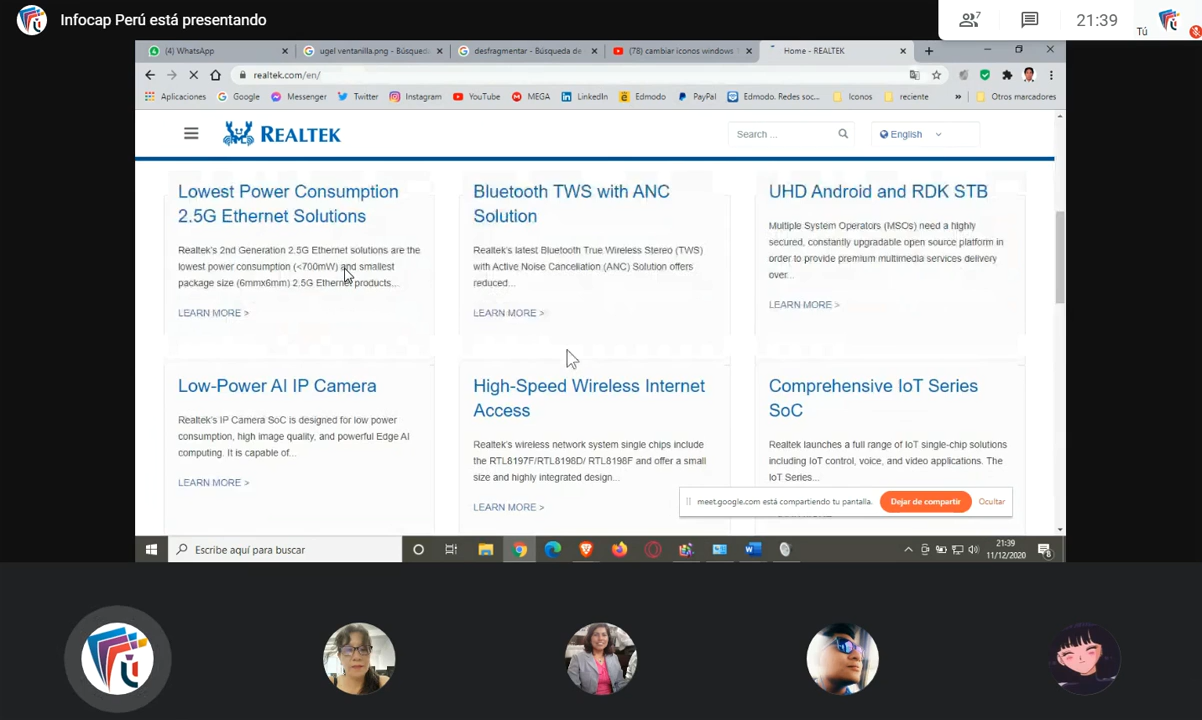 Infocap Perú está presentando
7
21:39
Tú
(4) WhatsApp
ugel ventanilla.png - Búsqued
desfragmentar - Búsqueda de
(78) cambiar iconos windows
Home - REALTEK
realtek.com/en/
Aplicaciones
Google
Messenger
Twitter
Instagram
YouTube
MEGA
LinkedIn
Edmodo
PayPal
Edmodo. Redes soc...
Iconos
reciente
»
Otros marcadores
REALTEK
Search ...
English
Lowest Power Consumption
2.5G Ethernet Solutions
Realtek's 2nd Generation 2.5G Ethernet solutions are the
lowest power consumption (<700mW) and smallest
package size (6mmx6mm) 2.5G Ethernet products...
LEARN MORE >
Bluetooth TWS with ANC
Solution
Realtek's latest Bluetooth True Wireless Stereo (TWS)
with Active Noise Cancellation (ANC) Solution offers
reduced...
LEARN MORE >
UHD Android and RDK STB
Multiple System Operators (MSOs) need a highly
secured, constantly upgradable open source platform in
order to provide premium multimedia services delivery
over...
LEARN MORE >
Low-Power AI IP Camera
Realtek's IP Camera SoC is designed for low power
consumption, high image quality, and powerful Edge AI
computing. It is capable of...
LEARN MORE >
High-Speed Wireless Internet
Access
Realtek's wireless network system single chips include
the RTL8197F/RTL8198D/ RTL8198F and offer a small
size and highly integrated design...
LEARN MORE >
Comprehensive IoT Series
SoC
Realtek launches a full range of IoT single-chip solutions
including IoT control, voice, and video applications. The
IoT Series...
meet.google.com está compartiendo tu pantalla.
Dejar de compartir
Ocultar
Escribe aquí para buscar
21:39
11/12/2020
8